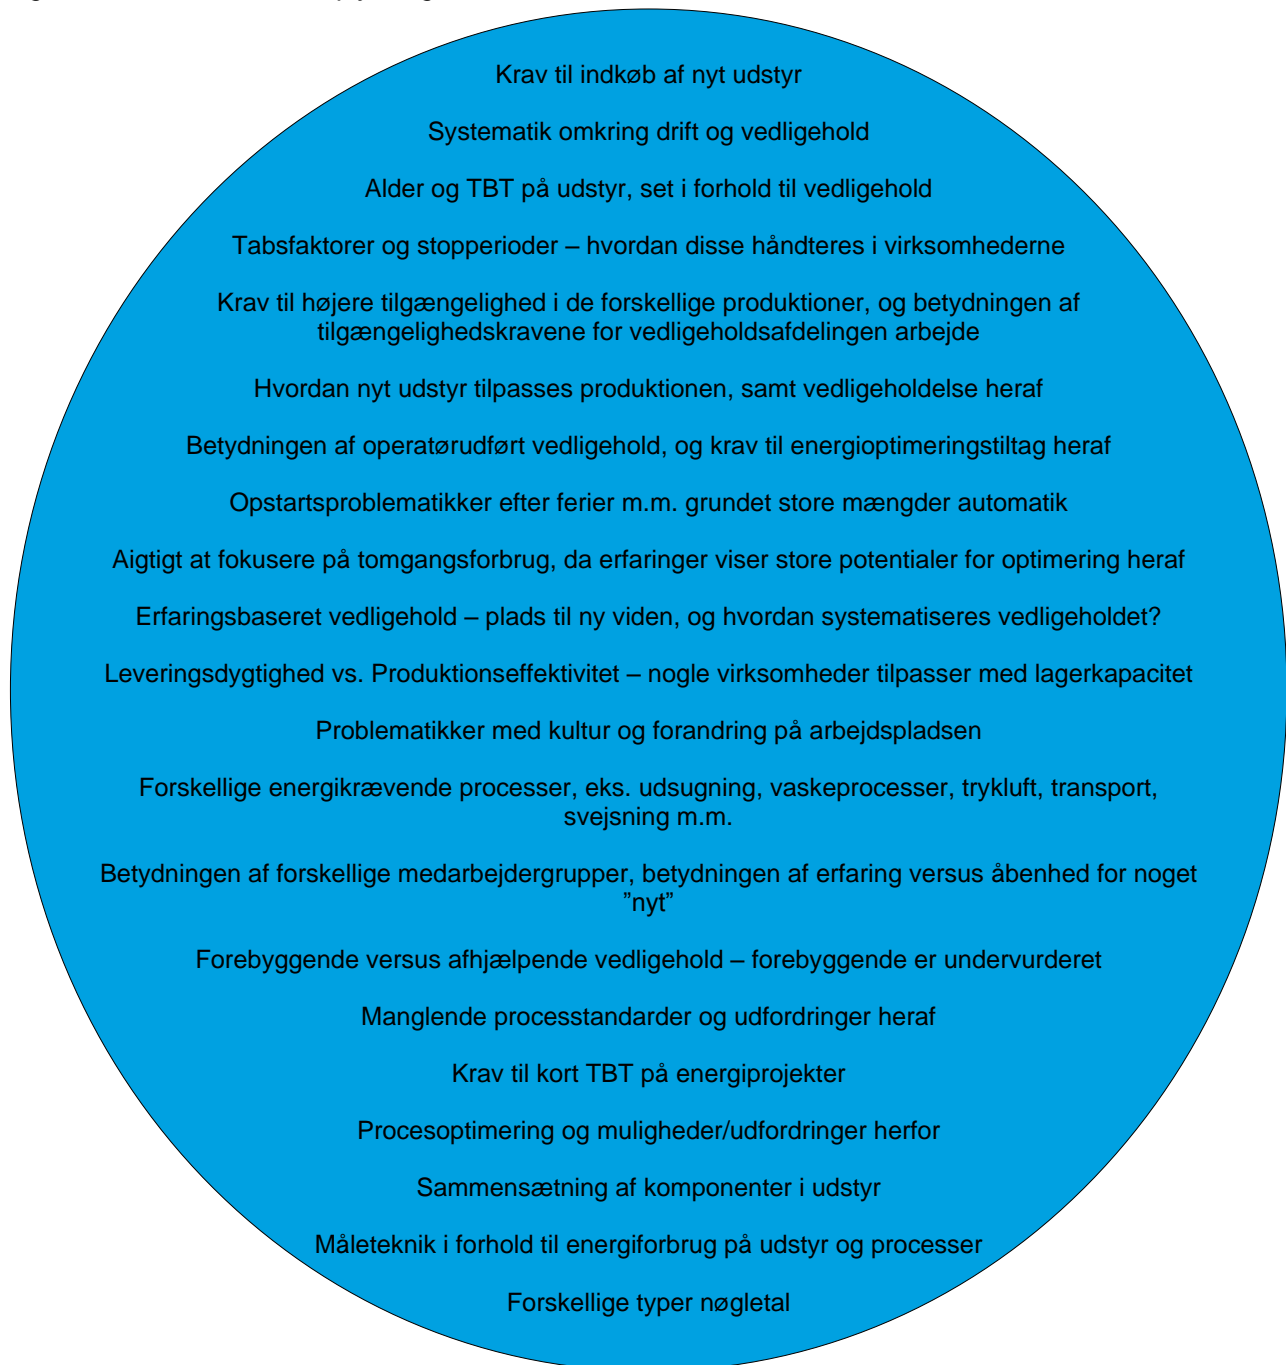 Krav til indkøb af nyt udstyr
Systematik omkring drift og vedligehold
Alder og TBT på udstyr, set i forhold til vedligehold
Tabsfaktorer og stopperioder – hvordan disse håndteres i virksomhederne
Krav til højere tilgængelighed i de forskellige produktioner, og betydningen af
tilgængelighedskravene for vedligeholdsafdelingen arbejde
Hvordan nyt udstyr tilpasses produktionen, samt vedligeholdelse heraf
Betydningen af operatørudført vedligehold, og krav til energioptimeringstiltag heraf
Opstartsproblematikker efter ferier m.m. grundet store mængder automatik
Aigtigt at fokusere på tomgangsforbrug, da erfaringer viser store potentialer for optimering heraf
Erfaringsbaseret vedligehold – plads til ny viden, og hvordan systematiseres vedligeholdet?
Leveringsdygtighed vs. Produktionseffektivitet – nogle virksomheder tilpasser med lagerkapacitet
Problematikker med kultur og forandring på arbejdspladsen
Forskellige energikrævende processer, eks. udsugning, vaskeprocesser, trykluft, transport,
svejsning m.m.
Betydningen af forskellige medarbejdergrupper, betydningen af erfaring versus åbenhed for noget
”nyt”
Forebyggende versus afhjælpende vedligehold – forebyggende er undervurderet
Manglende processtandarder og udfordringer heraf
Krav til kort TBT på energiprojekter
Procesoptimering og muligheder/udfordringer herfor
Sammensætning af komponenter i udstyr
Måleteknik i forhold til energiforbrug på udstyr og processer
Forskellige typer nøgletal